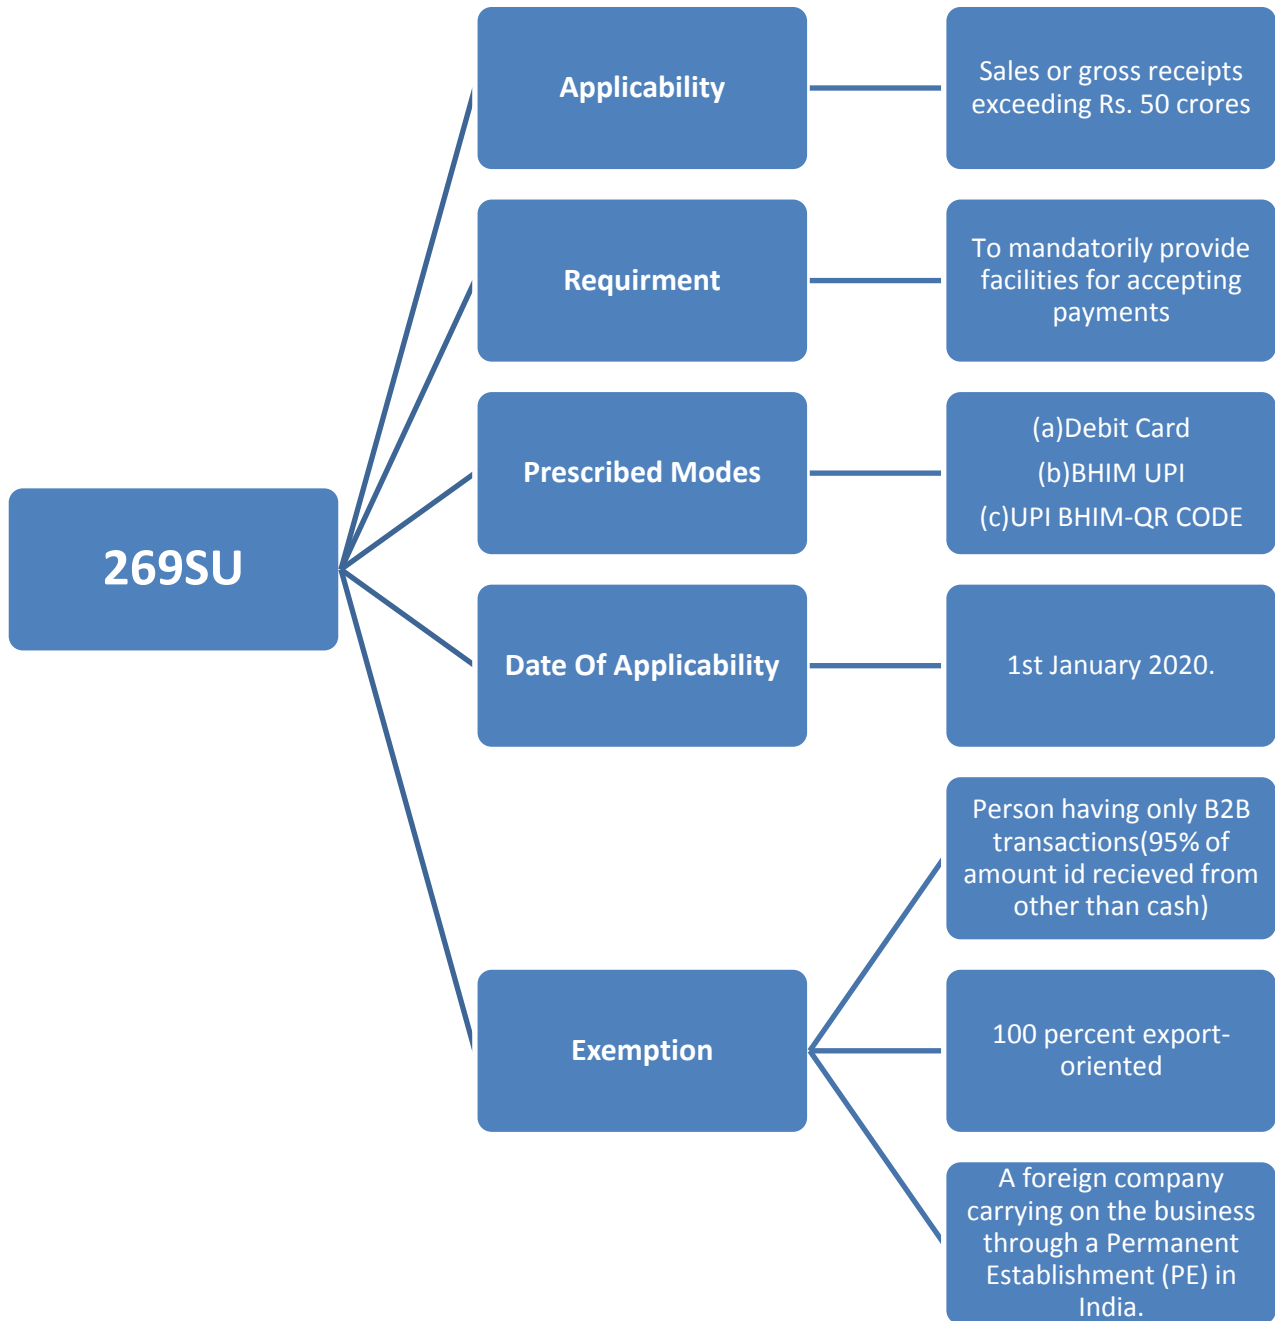 269SU
Applicability
Sales or gross receipts
exceeding Rs. 50 crores
Requirment
To mandatorily provide
facilities for accepting
payments
Prescribed Modes
(a)Debit Card
(b)BHIM UPI
(c)UPI BHIM-QR CODE
Date Of Applicability
1st January 2020.
Exemption
Person having only B2B
transactions(95% of
amount id recieved from
other than cash)
100 percent export-
oriented
A foreign company
carrying on the business
through a Permanent
Establishment (PE) in
India.